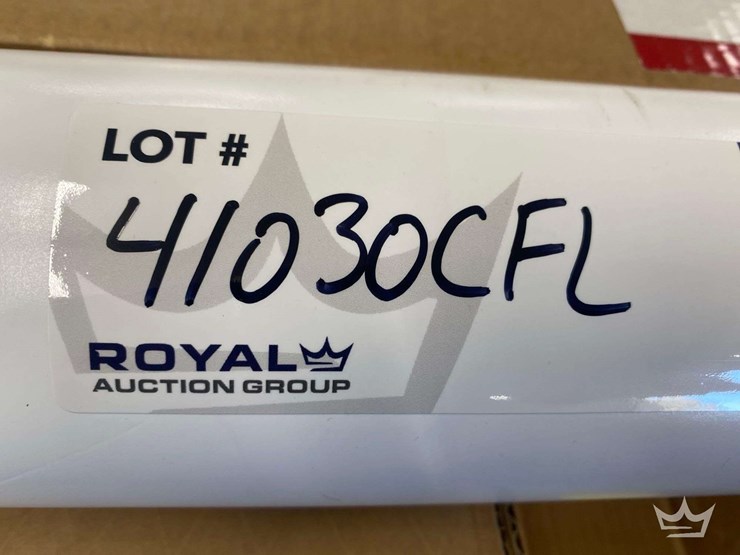 LOT #
41030CFL
ROYAL
AUCTION GROUP